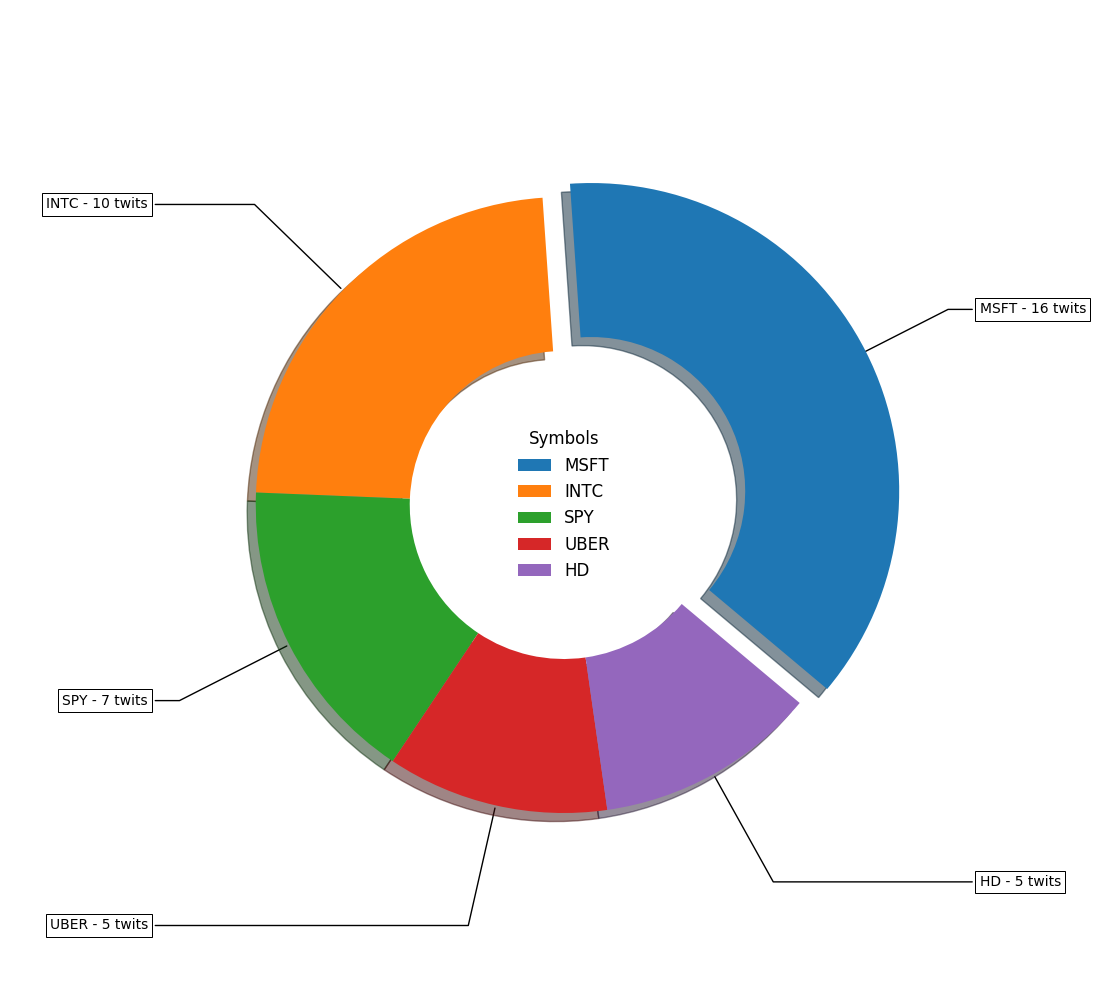 INTC - 10 twits
MSFT - 16 twits
Symbols
MSFT
INTC
SPY
UBER
HD
SPY - 7 twits
HD - 5 twits
UBER - 5 twits